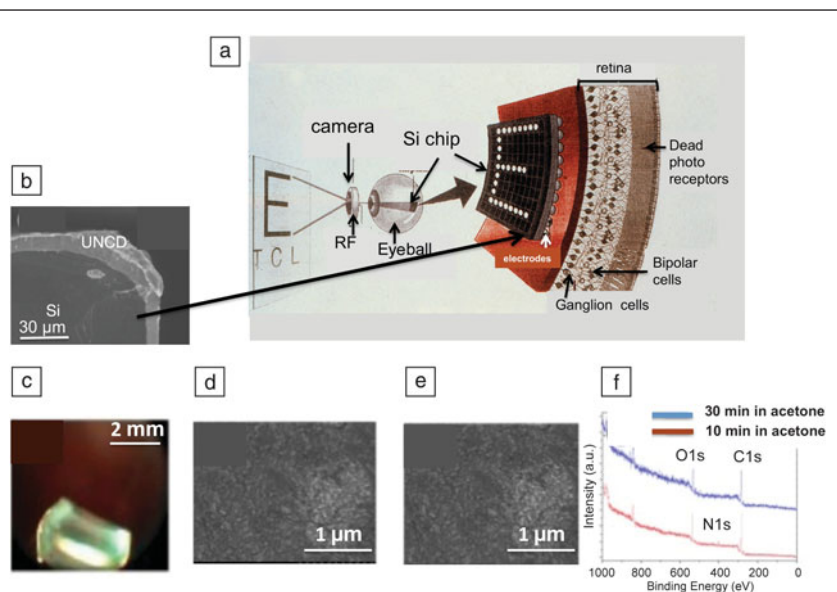 a
retina
camera
Si chip
Dead
photo
receptors
E
T C L
RF
Eyeball
electrodes
Bipolar
cells
Ganglion cells
b
UNCD
Si
30 µm
c
2 mm
d
1 µm
e
1 µm
f
30 min in acetone
10 min in acetone
O1s
C1s
N1s
Intensity (a.u.)
1000 800 600 400 200 0
Binding Energy (eV)